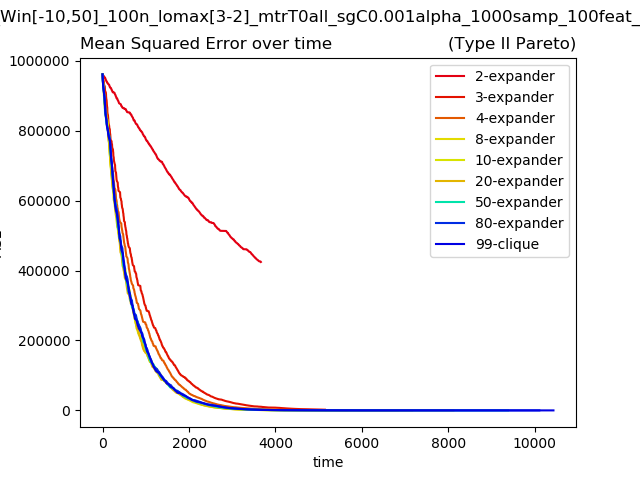 Win[-10,50]_100n_lomax[3-2]_mtrT0all_sgC0.001alpha_1000samp_100feat_
Mean Squared Error over time (Type II Pareto)
1000000
800000
600000
400000
200000
0
0 2000 4000 6000 8000 10000
time
2-expander
3-expander
4-expander
8-expander
10-expander
20-expander
50-expander
80-expander
99-clique